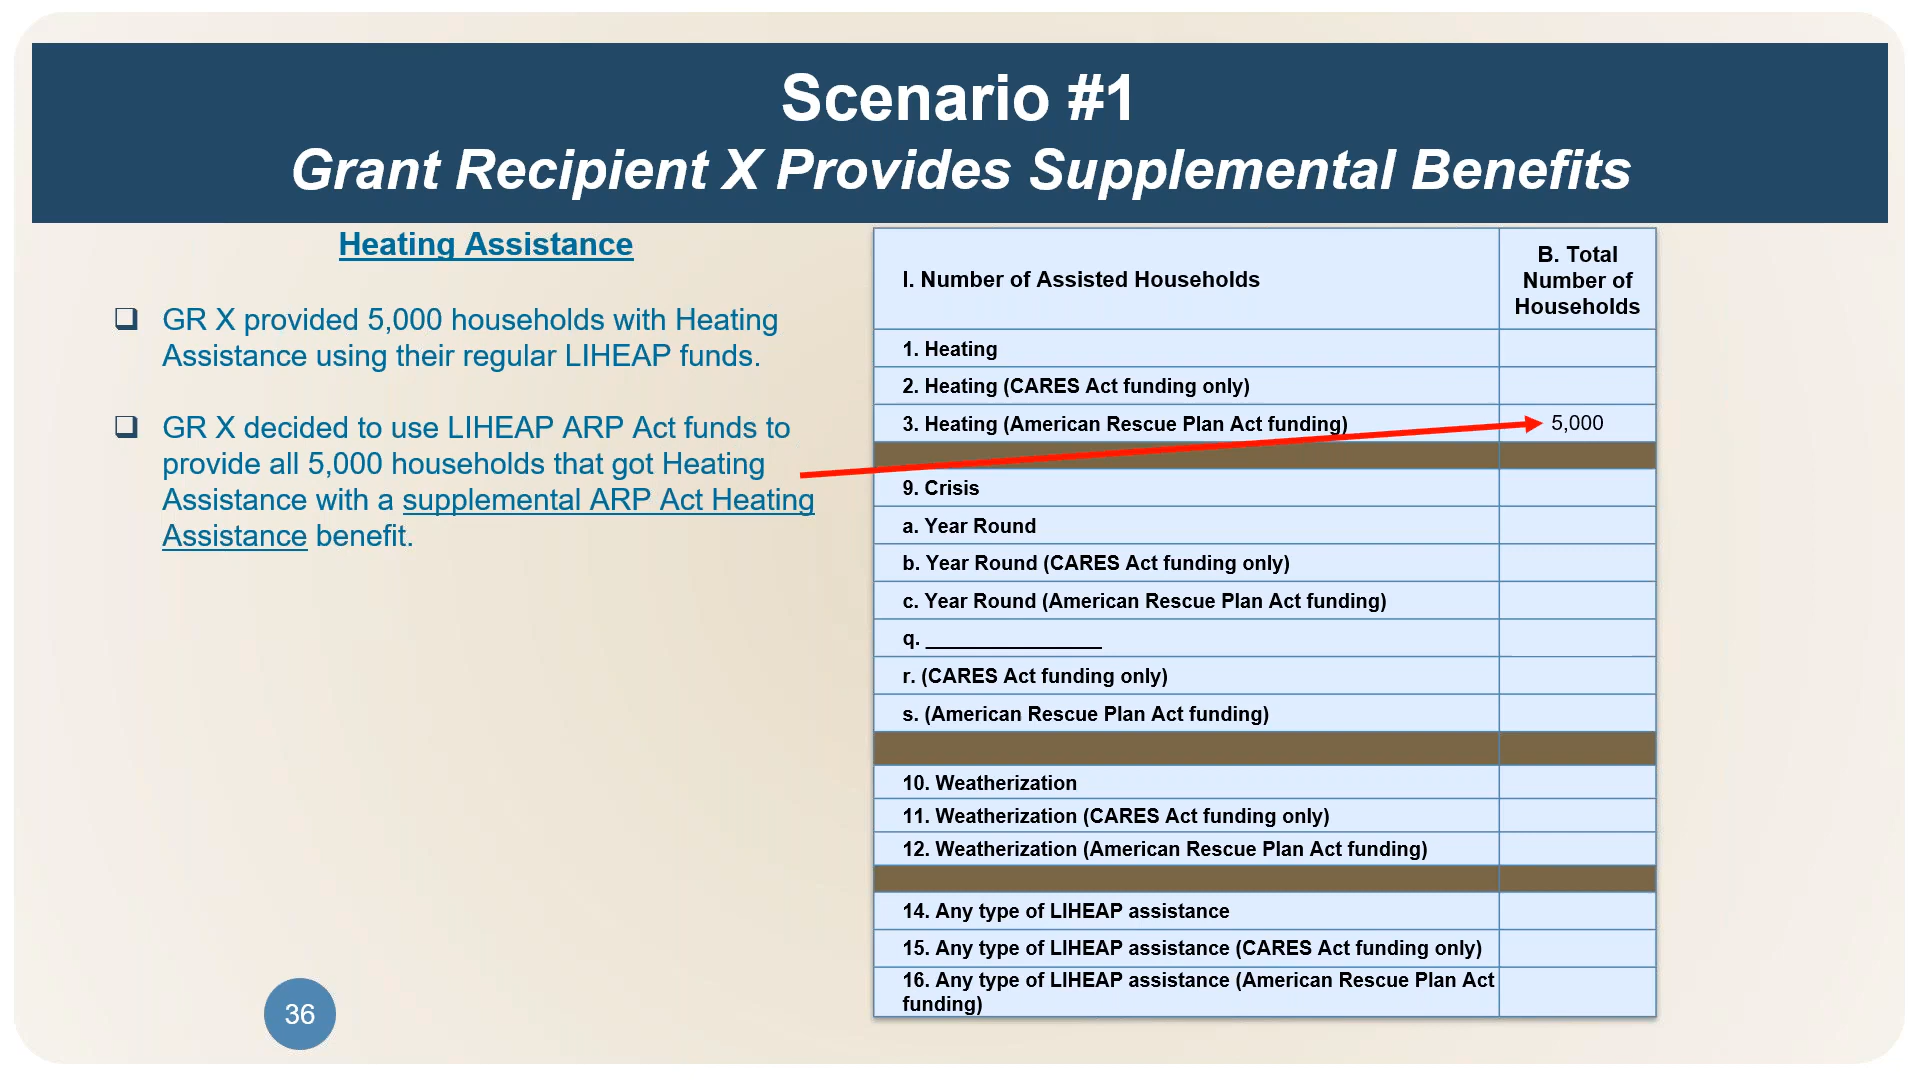 Scenario #1
Grant Recipient X Provides Supplemental Benefits
Heating Assistance
❑ GR X provided 5,000 households with Heating
Assistance using their regular LIHEAP funds.
❑ GR X decided to use LIHEAP ARP Act funds to
provide all 5,000 households that got Heating
Assistance with a supplemental ARP Act Heating
Assistance benefit.
I. Number of Assisted Households
B. Total
Number of
Households
1. Heating
2. Heating (CARES Act funding only)
3. Heating (American Rescue Plan Act funding) 5,000
9. Crisis
a. Year Round
b. Year Round (CARES Act funding only)
c. Year Round (American Rescue Plan Act funding)
q. ________________
r. (CARES Act funding only)
s. (American Rescue Plan Act funding)
10. Weatherization
11. Weatherization (CARES Act funding only)
12. Weatherization (American Rescue Plan Act funding)
14. Any type of LIHEAP assistance
15. Any type of LIHEAP assistance (CARES Act funding only)
16. Any type of LIHEAP assistance (American Rescue Plan Act
funding)
36